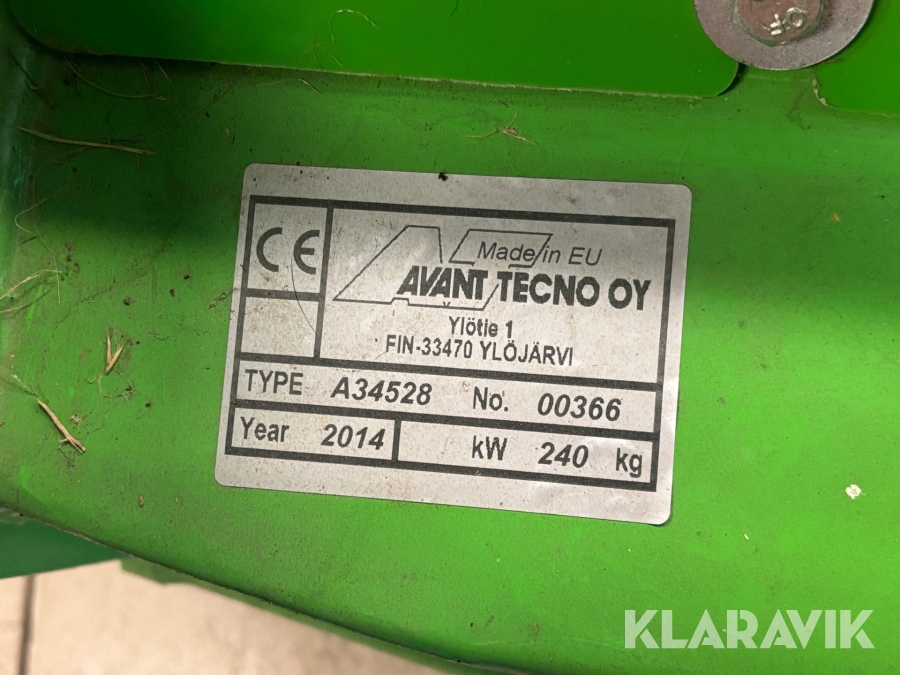 CE
Made in EU
AVANT TECNO OY
Ylötie 1
FIN-33470 YLÖJÄRVI
TYPE A34528 No. 00366
Year 2014 kW 240 kg
KLARAVIK